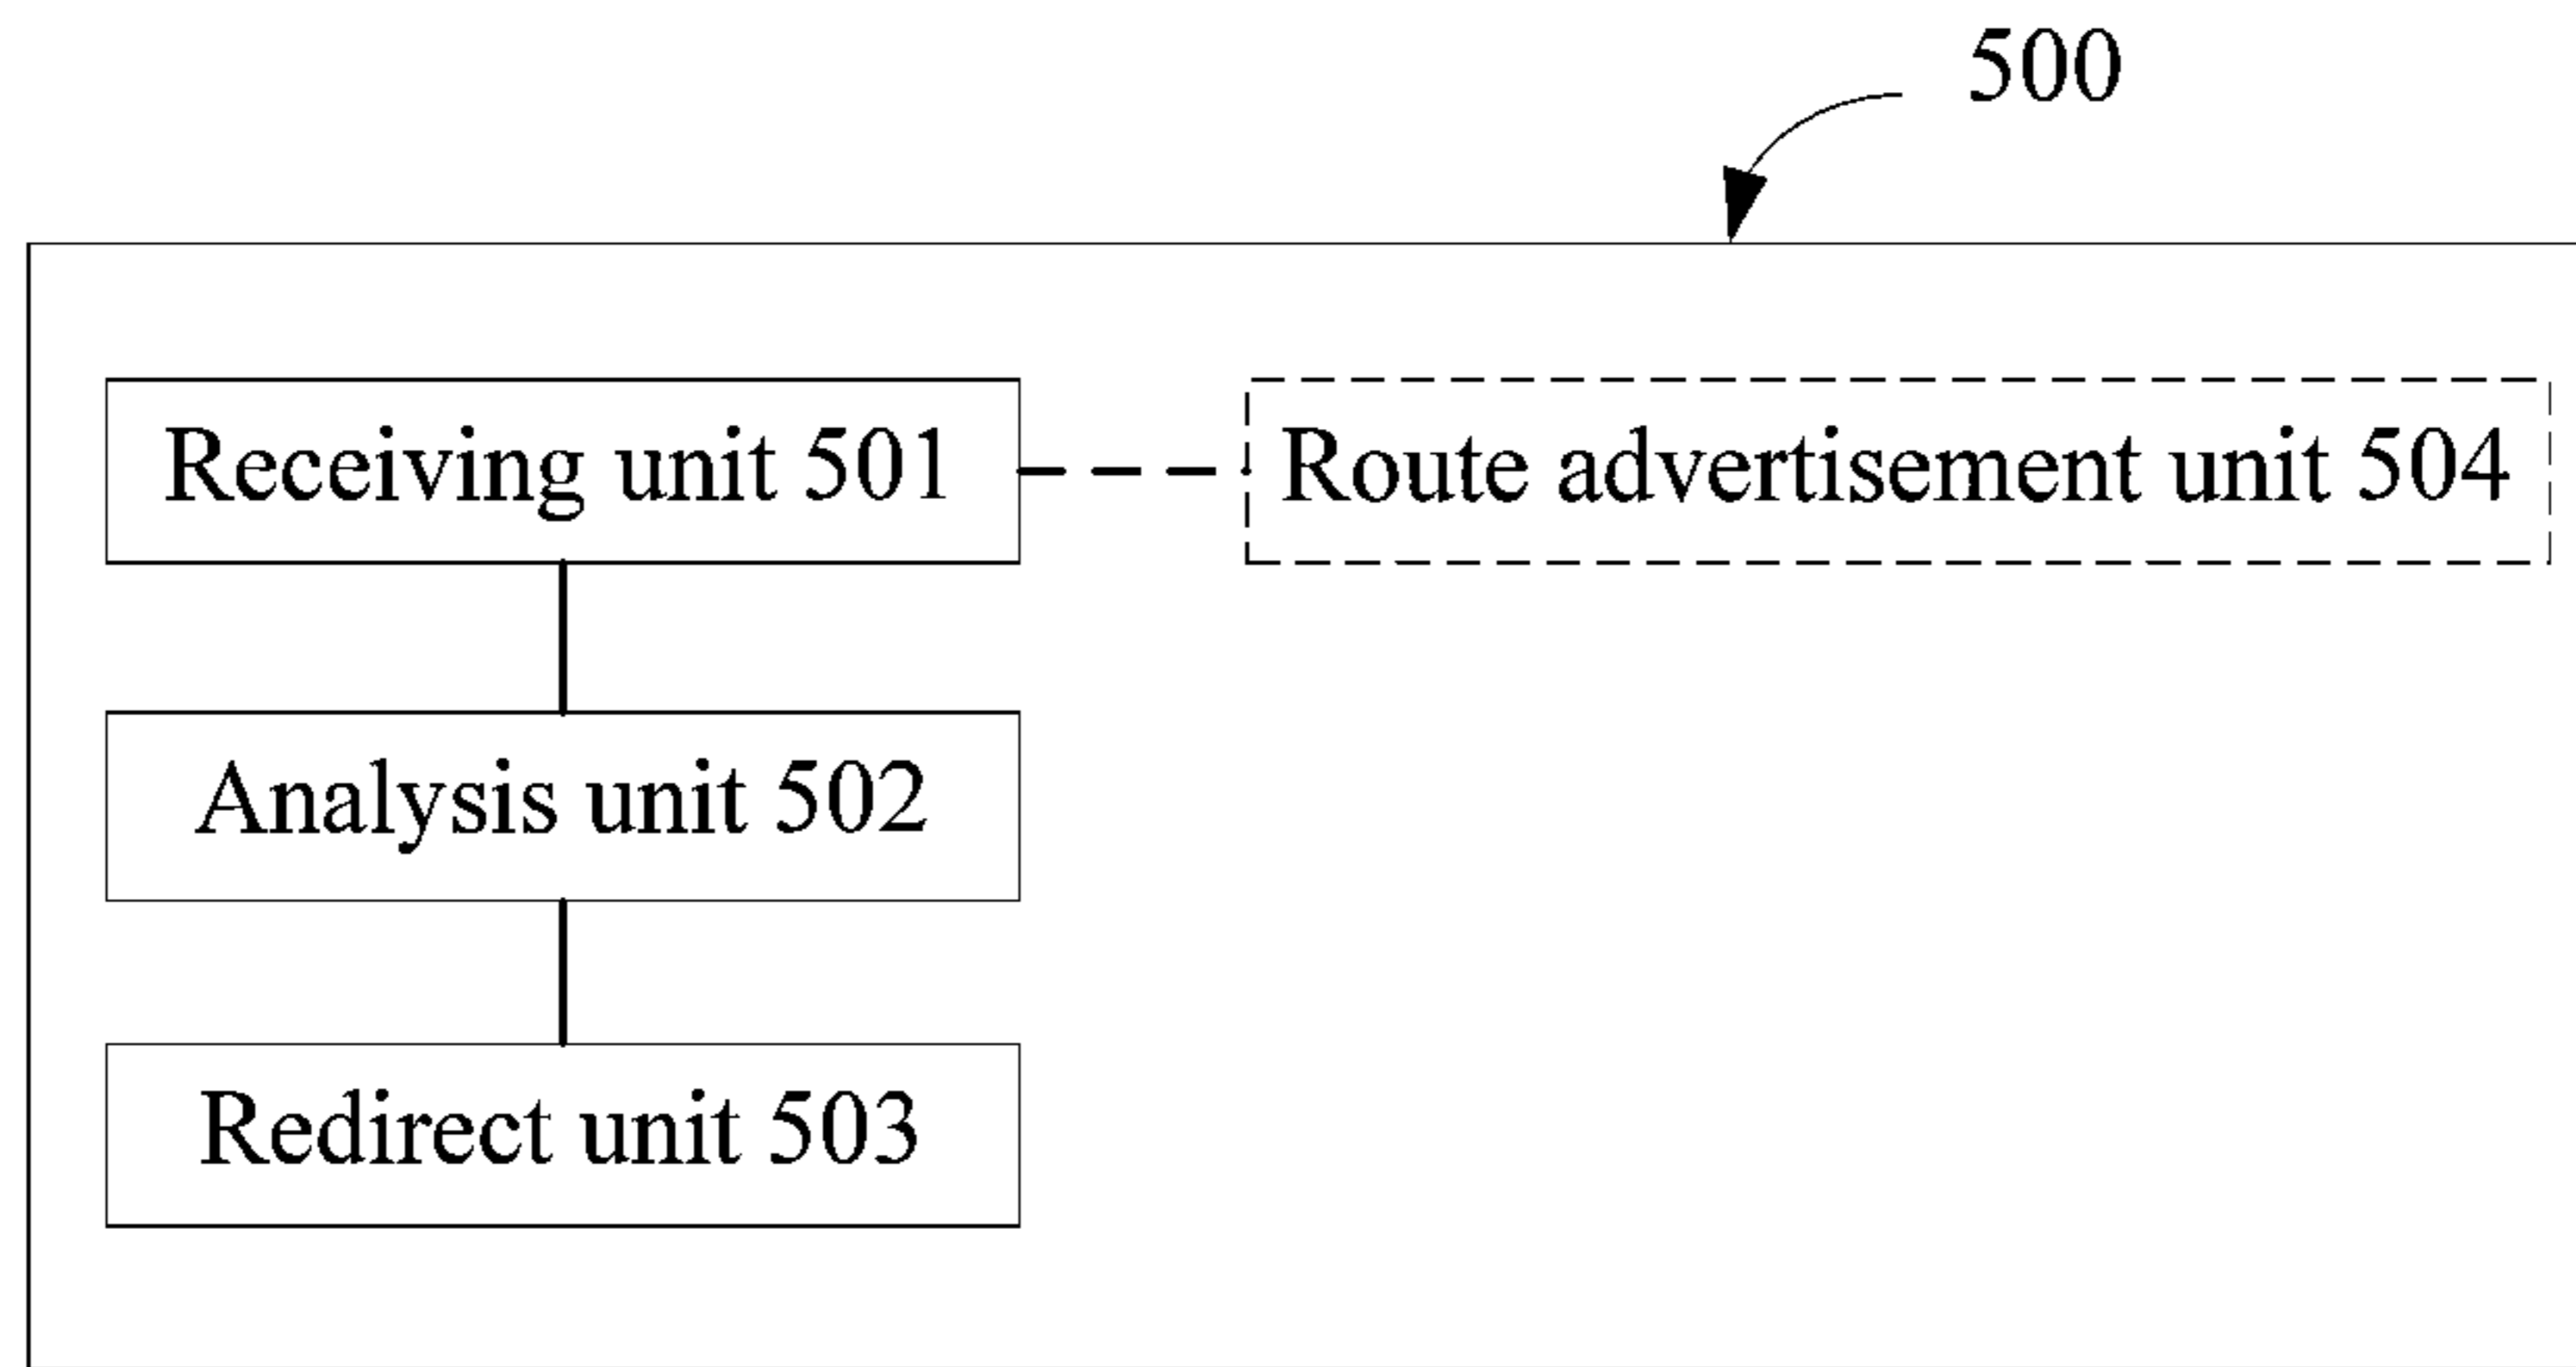 500
Receiving unit 501
Route advertisement unit 504
Analysis unit 502
Redirect unit 503